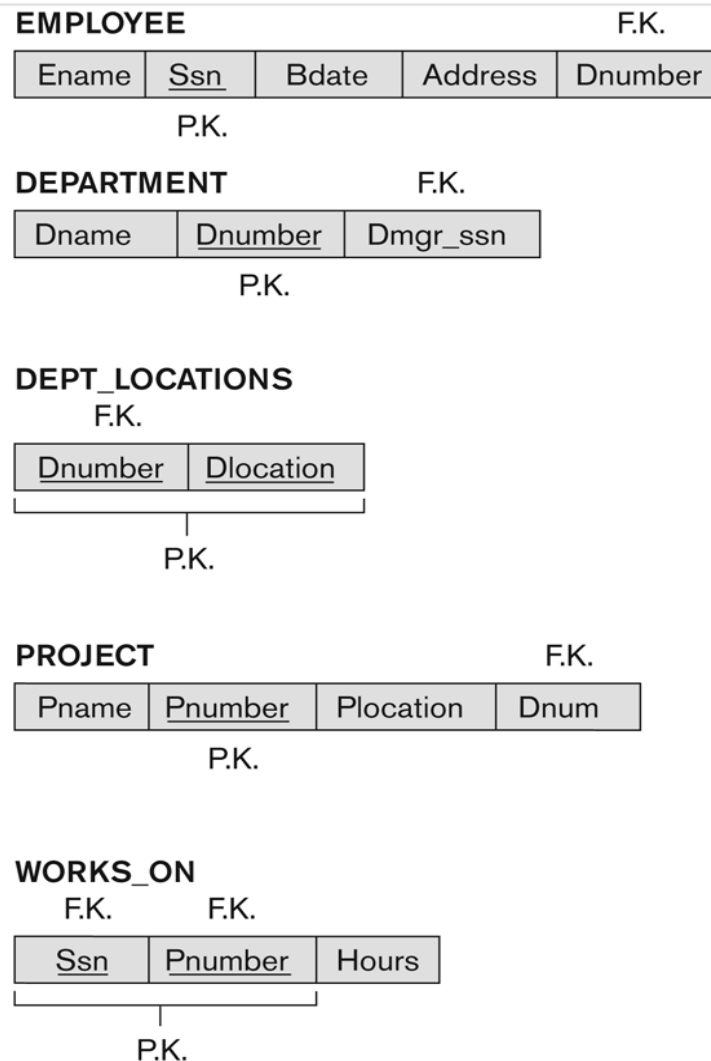 EMPLOYEE F.K.
Ename Ssn Bdate Address Dnumber
P.K.
DEPARTMENT F.K.
Dname Dnumber Dmgr_ssn
P.K.
DEPT_LOCATIONS
F.K.
Dnumber Dlocation
P.K.
PROJECT F.K.
Pname Pnumber Plocation Dnum
P.K.
WORKS_ON
F.K. F.K.
Ssn Pnumber Hours
P.K.